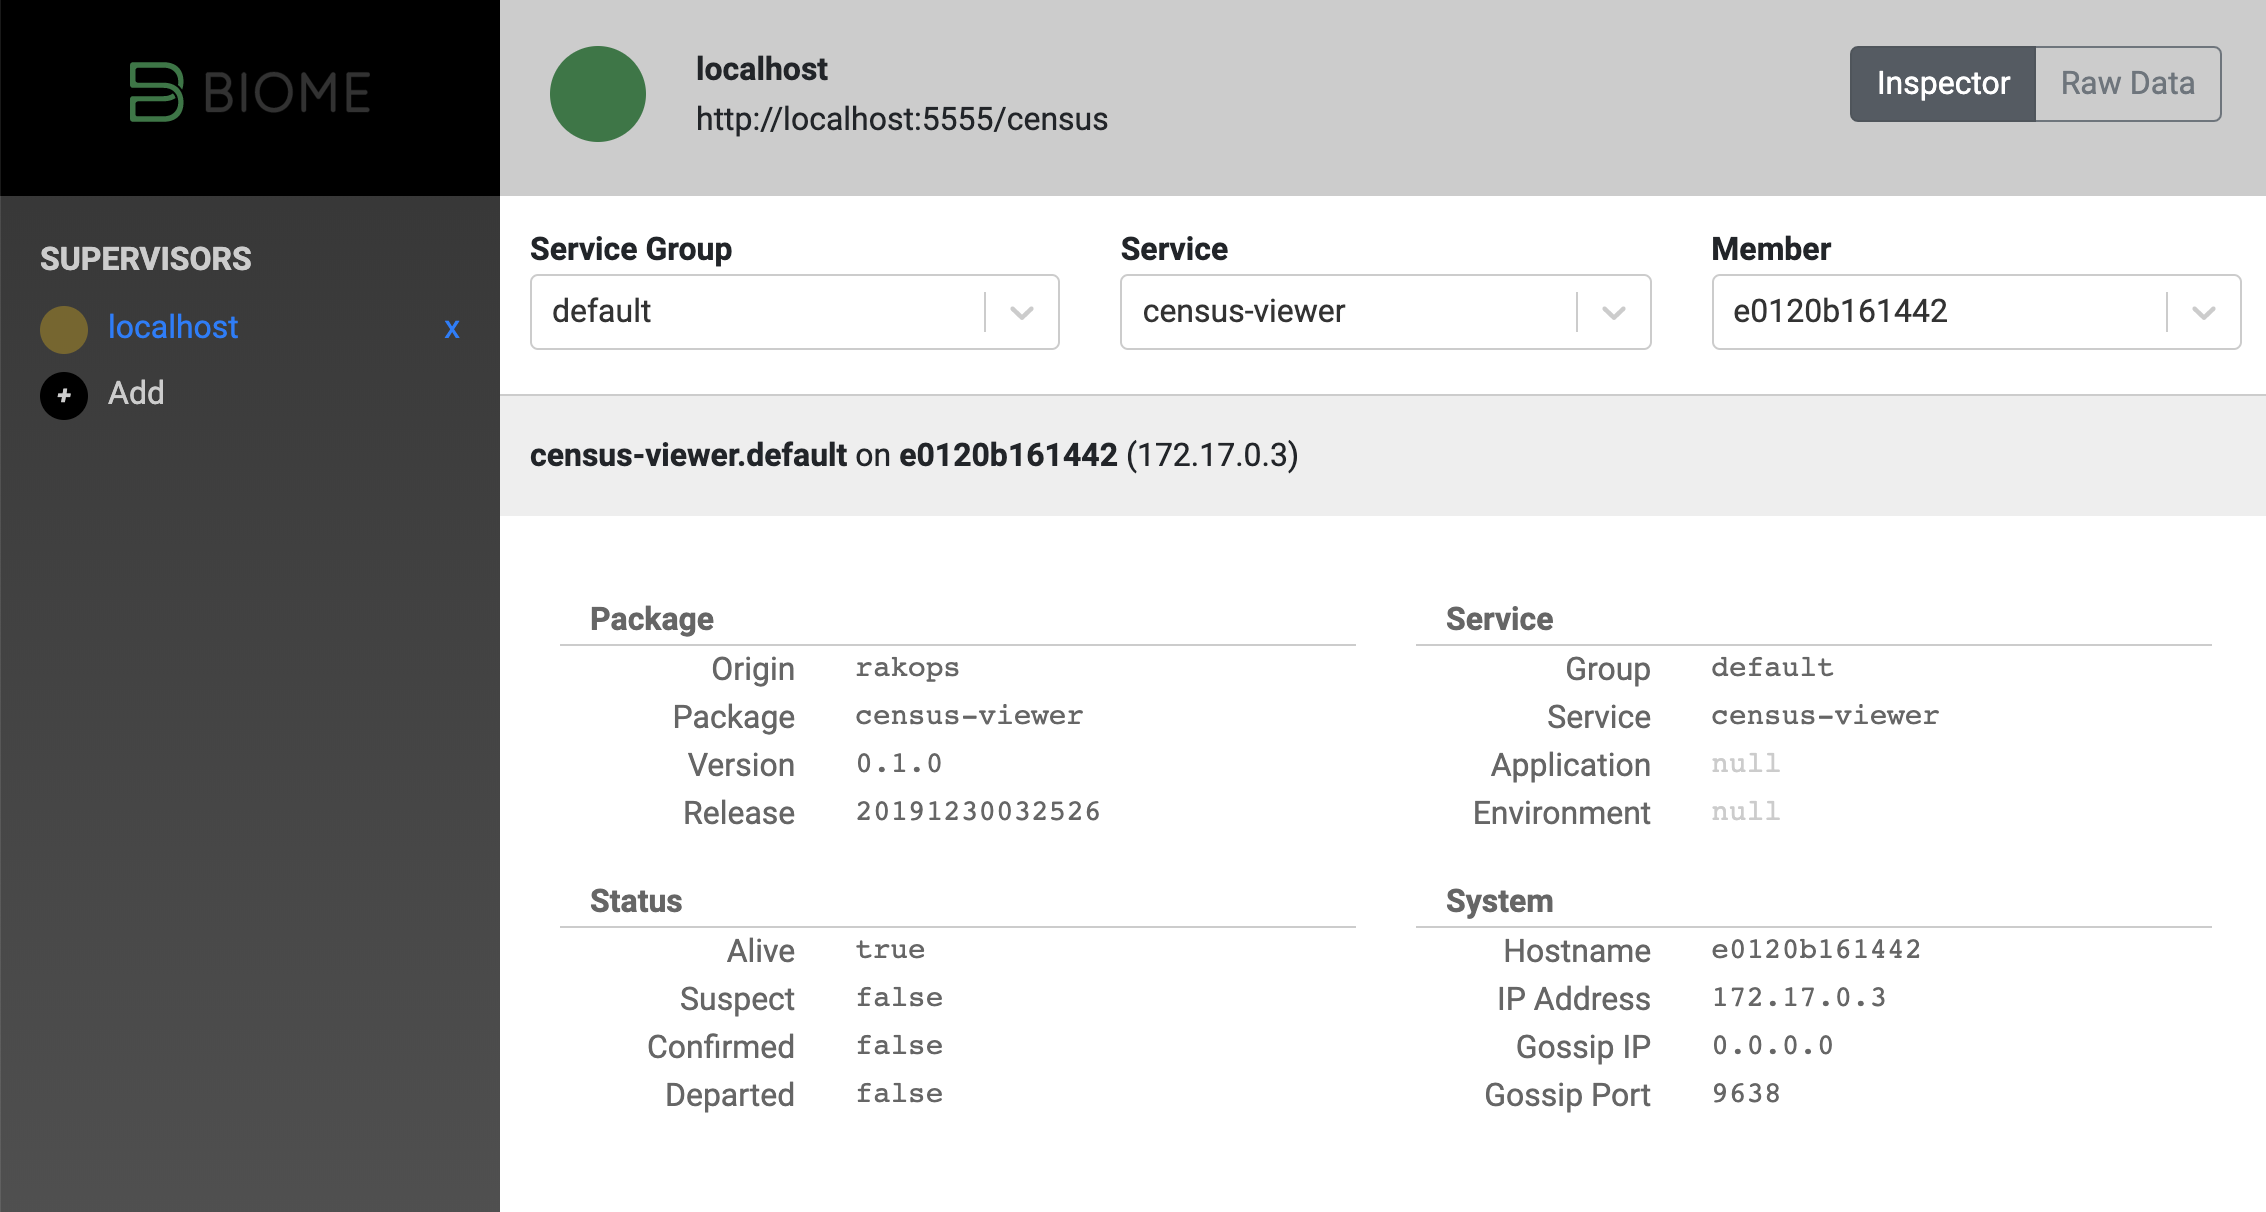 BIOME
SUPERVISORS
localhost x
+ Add
localhost
http://localhost:5555/census
Inspector Raw Data
Service Group Service Member
default census-viewer e0120b161442
census-viewer.default on e0120b161442 (172.17.0.3)
Package
Origin rakops
Package census-viewer
Version 0.1.0
Release 20191230032526
Service
Group default
Service census-viewer
Application null
Environment null
Status
Alive true
Suspect false
Confirmed false
Departed false
System
Hostname e0120b161442
IP Address 172.17.0.3
Gossip IP 0.0.0.0
Gossip Port 9638